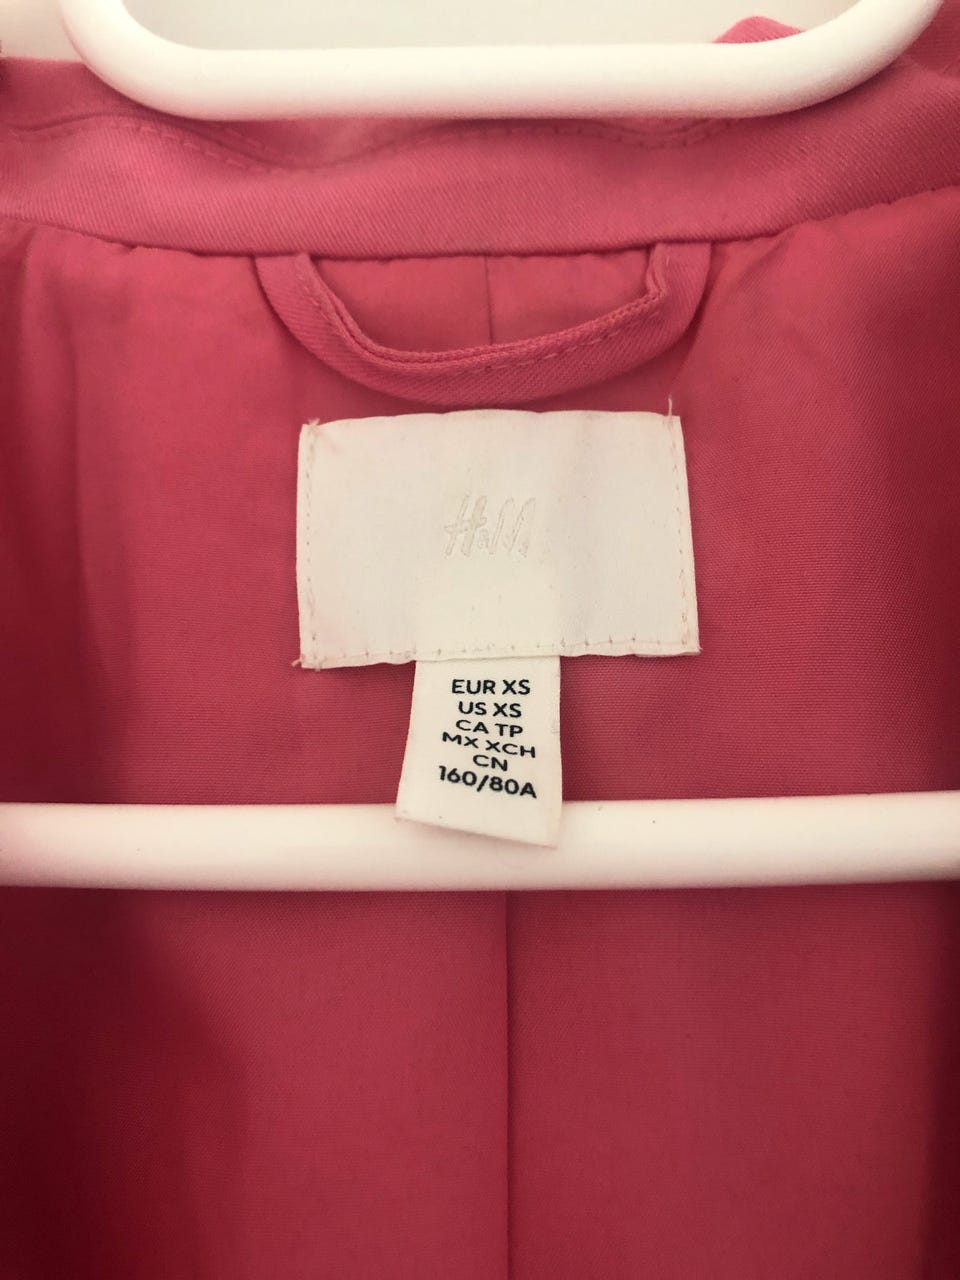 H&M
EUR XS
US XS
CA TP
MX XCH
CN
160/80A